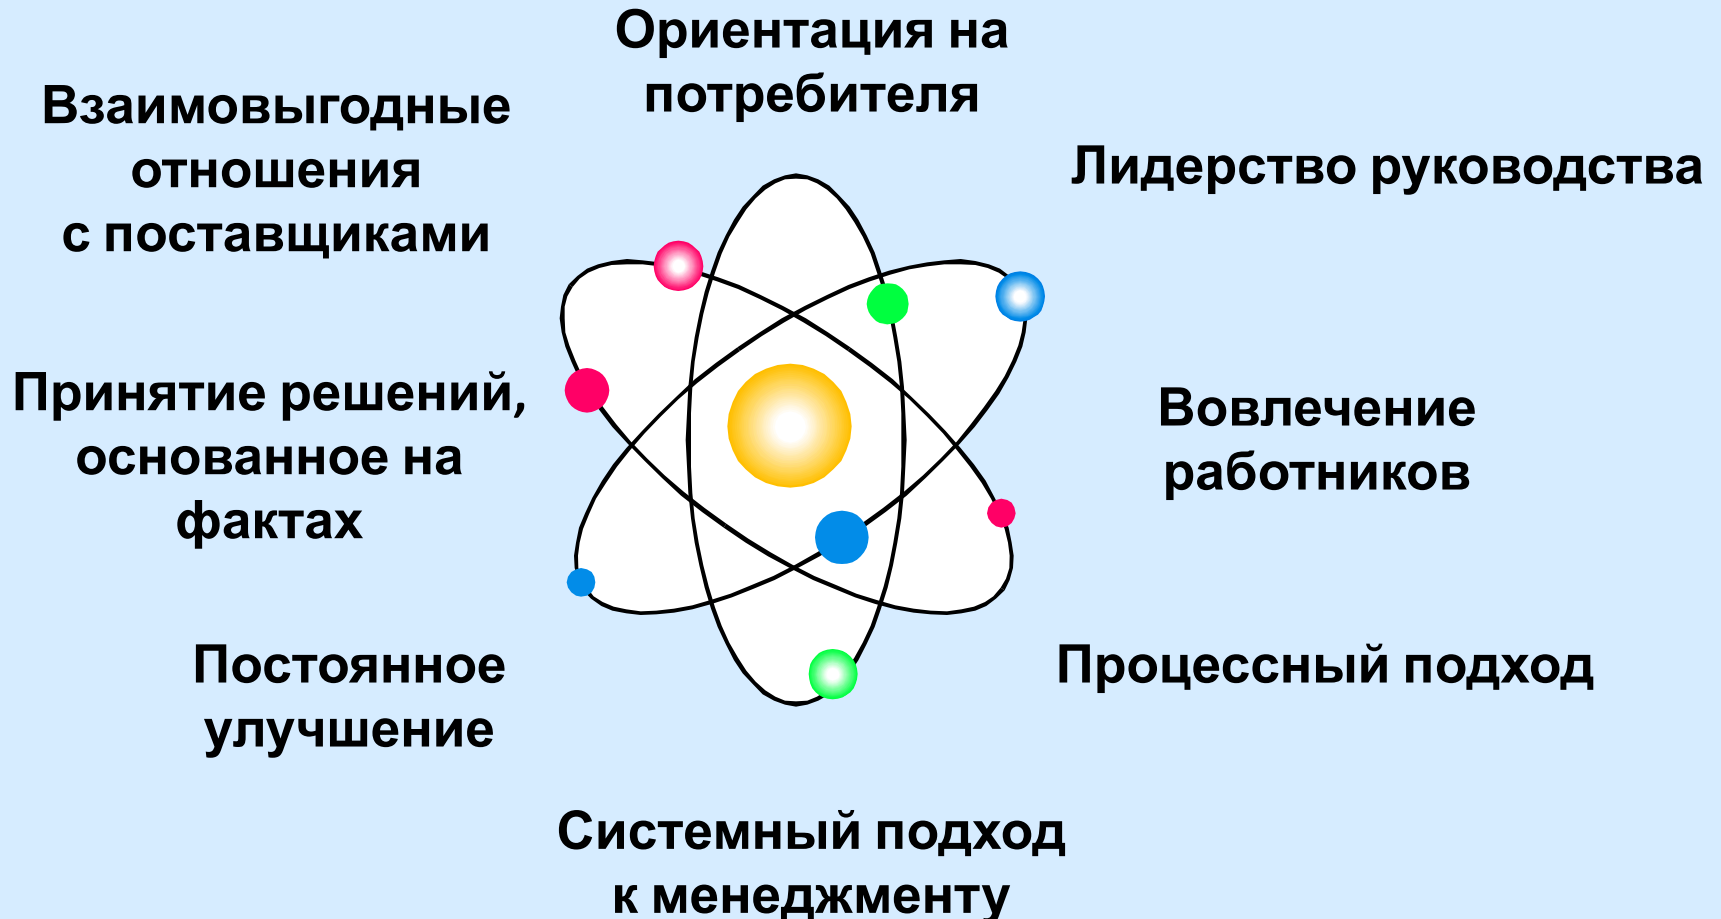 Ориентация на
потребителя
Лидерство руководства
Вовлечение
работников
Процессный подход
Системный подход
к менеджменту
Постоянное
улучшение
Принятие решений,
основанное на
фактах
Взаимовыгодные
отношения
с поставщиками